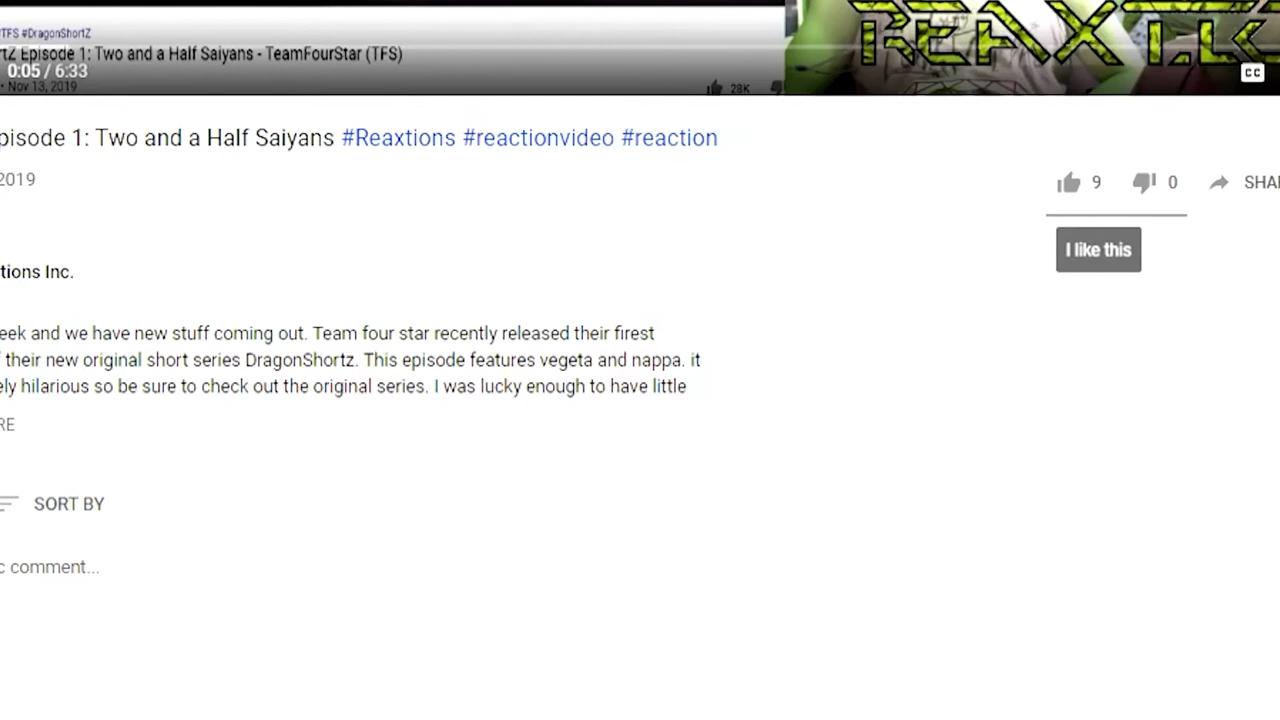 TFS #DragonShortZ
rtZ Episode 1: Two and a Half Saiyans - TeamFourStar (TFS)
0:05 / 6:33
• Nov 13, 2019
28K
REAXTIO
CC
pisode 1: Two and a Half Saiyans #Reaxtions #reactionvideo #reaction
2019
9 0 SHA
I like this
tions Inc.
eek and we have new stuff coming out. Team four star recently released their firest
f their new original short series DragonShortz. This episode features vegeta and nappa. it
ely hilarious so be sure to check out the original series. I was lucky enough to have little
RE
SORT BY
c comment...